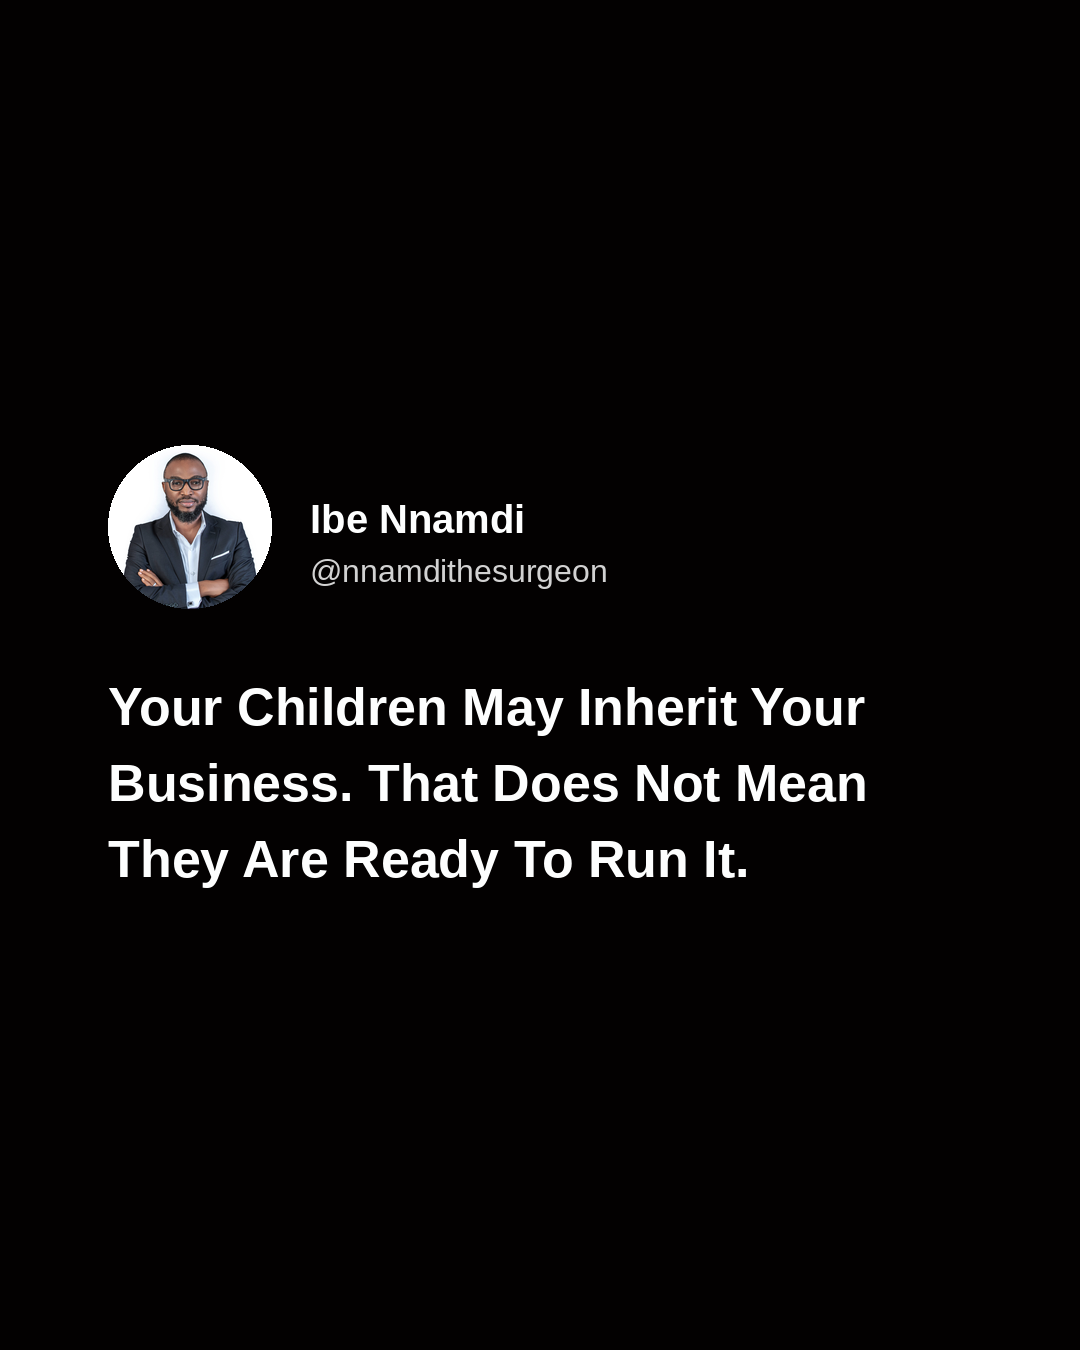 Ibe Nnamdi
@nnamdithesurgeon
Your Children May Inherit Your
Business. That Does Not Mean
They Are Ready To Run It.